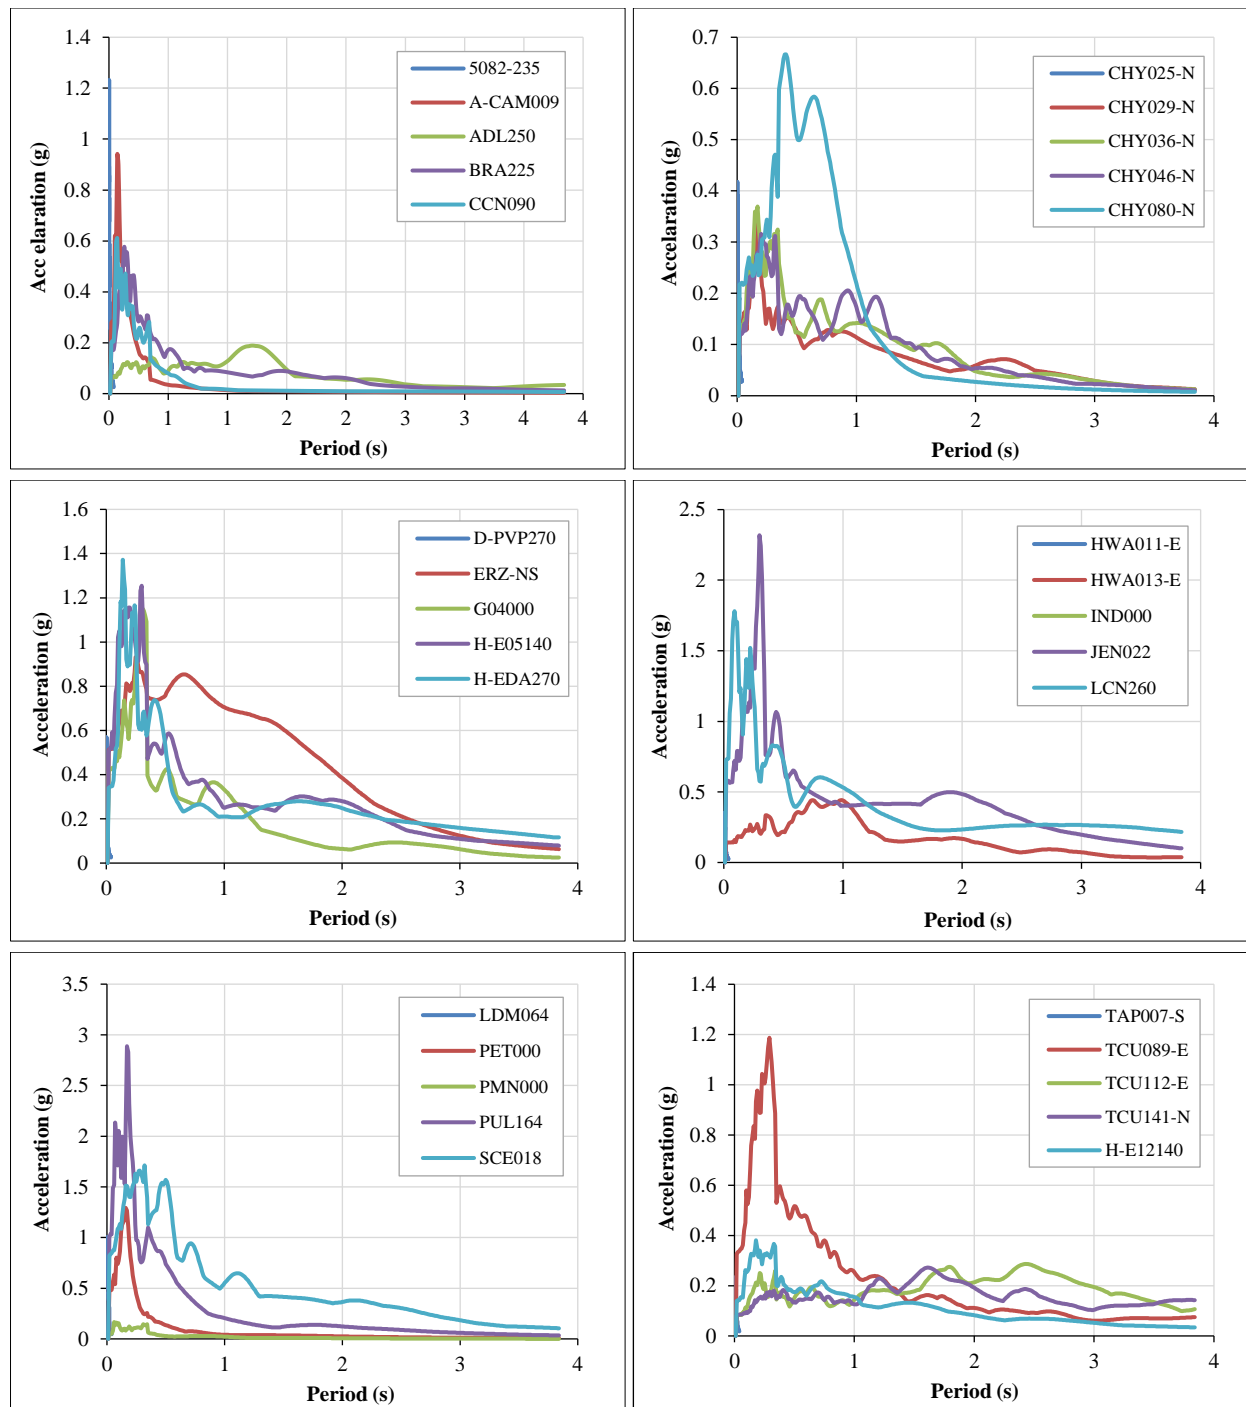 1.4
1.2
1
0.8
0.6
0.4
0.2
0
0 1 1 2 2 3 3 4 4
Acc elaration (g)
Period (s)
5082-235
A-CAM009
ADL250
BRA225
CCN090
0.7
0.6
0.5
0.4
0.3
0.2
0.1
0
0 1 2 3 4
Accelaration (g)
Period (s)
CHY025-N
CHY029-N
CHY036-N
CHY046-N
CHY080-N
1.6
1.4
1.2
1
0.8
0.6
0.4
0.2
0
0 1 2 3 4
Acceleration (g)
Period (s)
D-PVP270
ERZ-NS
G04000
H-E05140
H-EDA270
2.5
2
1.5
1
0.5
0
0 1 2 3 4
Acceleration (g)
Period (s)
HWA011-E
HWA013-E
IND000
JEN022
LCN260
3.5
3
2.5
2
1.5
1
0.5
0
0 1 2 3 4
Acceleration (g)
Period (s)
LDM064
PET000
PMN000
PUL164
SCE018
1.4
1.2
1
0.8
0.6
0.4
0.2
0
0 1 2 3 4
Acceleration (g)
Period (s)
TAP007-S
TCU089-E
TCU112-E
TCU141-N
H-E12140